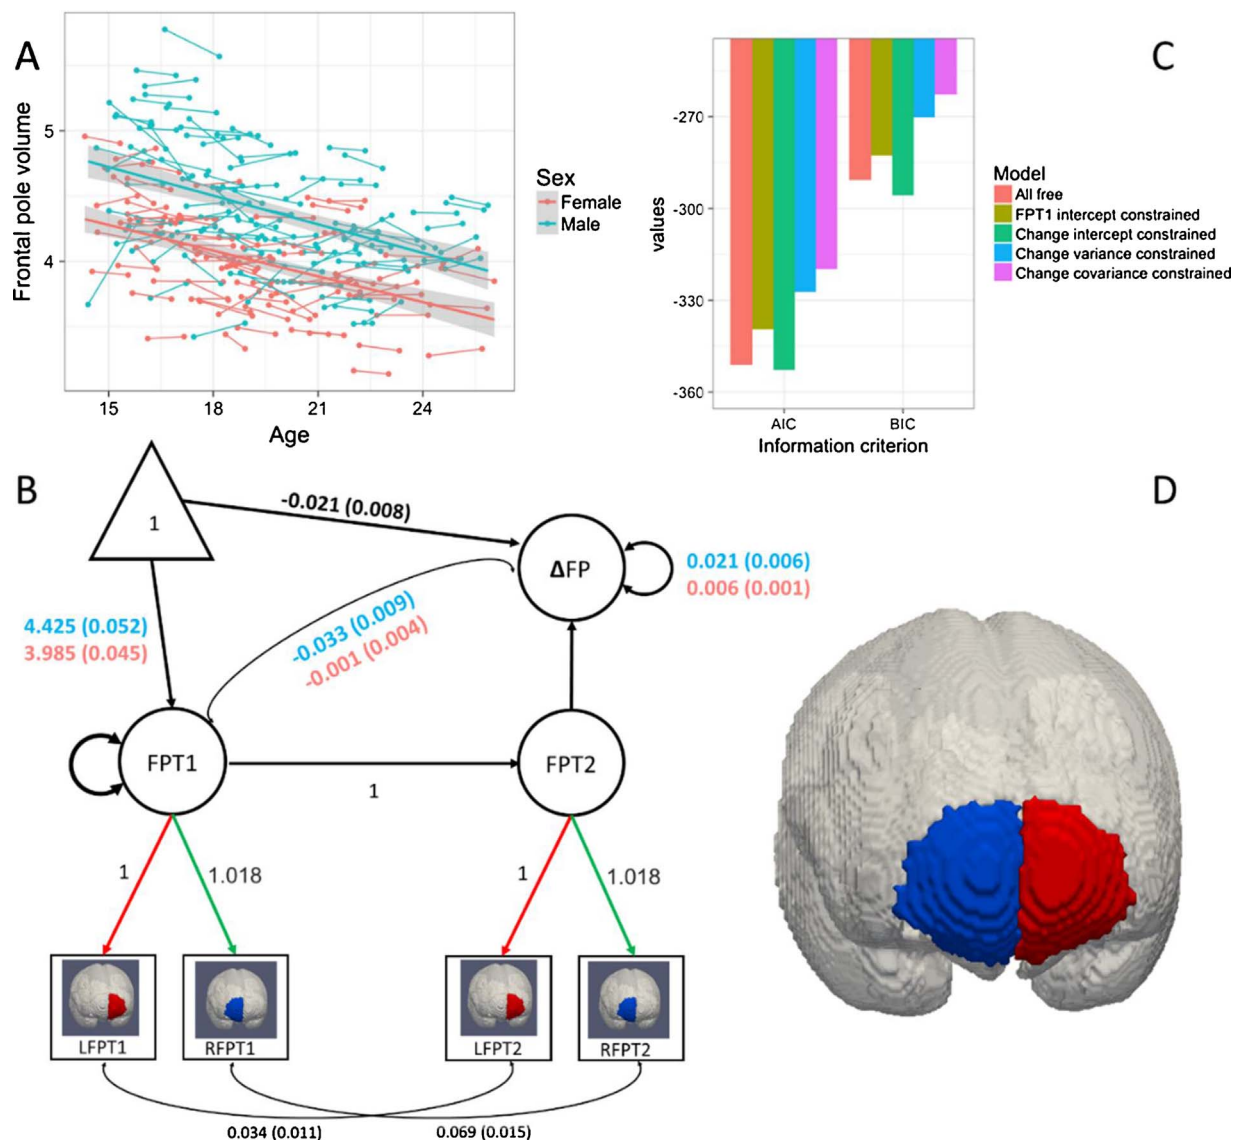 A
Frontal pole volume
5
4
15 18 21 24
Age
Sex
Female
Male
C
values
-270
-300
-330
-360
AIC BIC
Information criterion
Model
All free
FPT1 intercept constrained
Change intercept constrained
Change variance constrained
Change covariance constrained
B
1
-0.021 (0.008)
ΔFP
0.021 (0.006)
0.006 (0.001)
4.425 (0.052)
3.985 (0.045)
-0.033 (0.009)
-0.001 (0.004)
FPT1
1
FPT2
1 1.018 1 1.018
LFPT1 RFPT1 LFPT2 RFPT2
0.034 (0.011) 0.069 (0.015)
D